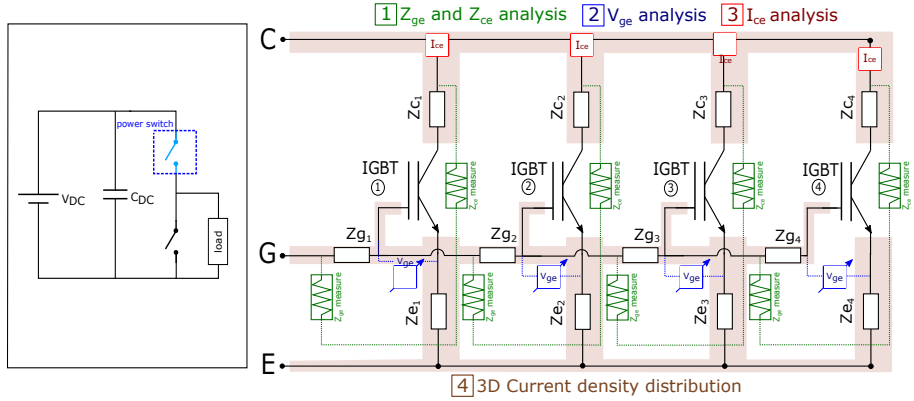 1 Zge and Zce analysis 2 Vge analysis 3 Ice analysis
C
Ice Ice Ice Ice
Zc1 Zc2 Zc3 Zc4
power switch
IGBT IGBT IGBT IGBT
1 2 3 4
Zce measure Zce measure Zce measure Zce measure
VDC CDC load
Zg1 Zg2 Zg3 Zg4
G
Vge Vge Vge Vge
Zge measure Zge measure Zge measure Zge measure
Ze1 Ze2 Ze3 Ze4
E
4 3D Current density distribution